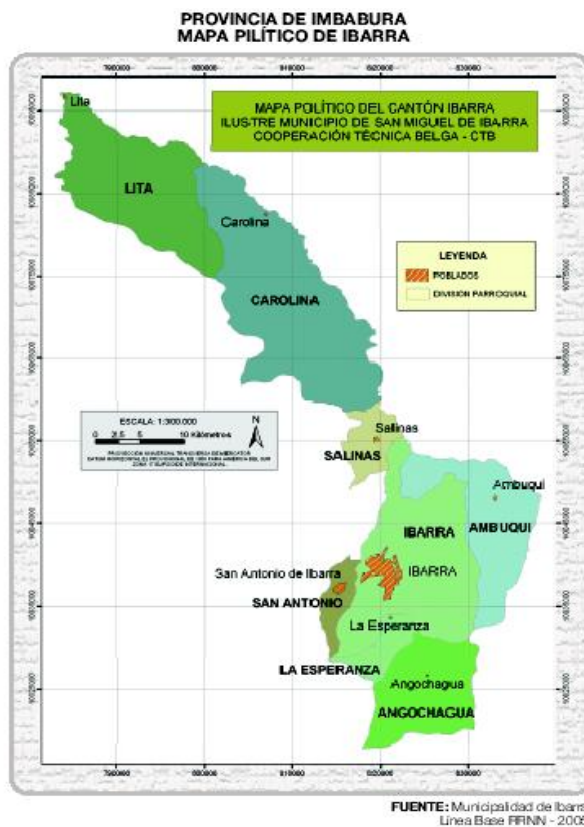 PROVINCIA DE IMBABURA
MAPA PILÍTICO DE IBARRA
MAPA POLÍTICO DEL CANTÓN IBARRA
ILUSTRE MUNICIPIO DE SAN MIGUEL DE IBARRA
COOPERACIÓN TÉCNICA BELGA - CTB
Lita
LITA
Carolina
CAROLINA
LEYENDA
POBLADOS
DIVISIÓN PARROQUIAL
ESCALA: 1:300.000
N
0 2.5 5 10 Kilómetros
Salinas
SALINAS
Ambuqui
AMBUQUI
IBARRA
IBARRA
San Antonio de Ibarra
SAN ANTONIO
La Esperanza
LA ESPERANZA
Angochagua
ANGOCHAGUA
FUENTE: Municipalidad de Ibarra
Línea Base RRNN - 2005